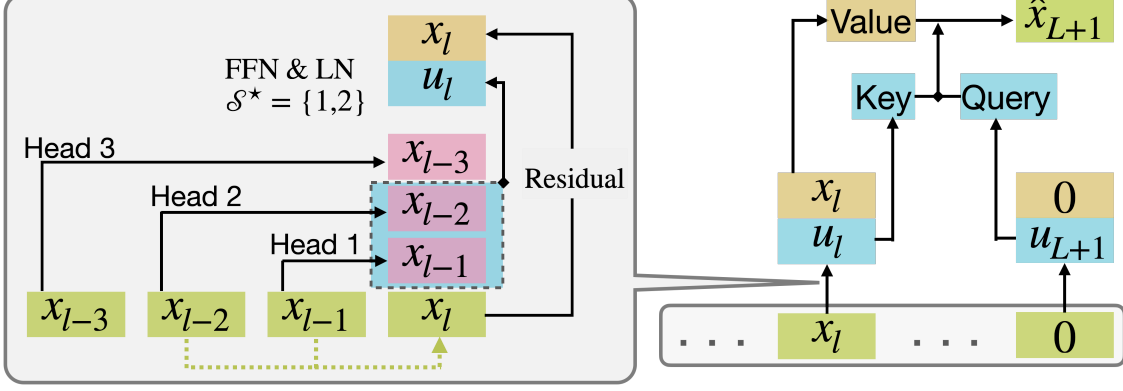 x_l
FFN & LN
u_l
𝒮^⋆ = {1,2}
Head 3
x_{l−3}
Residual
Head 2
x_{l−2}
Head 1
x_{l−1}
x_{l−3} x_{l−2} x_{l−1} x_l
Value x̂_{L+1}
Key Query
x_l 0
u_l u_{L+1}
. . . x_l . . . 0